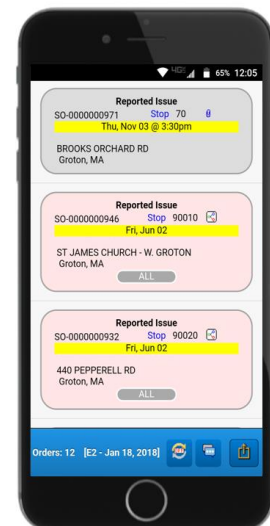 4GE 65% 12:05
Reported Issue
SO-0000000971 Stop 70
Thu, Nov 03 @ 3:30pm
BROOKS ORCHARD RD
Groton, MA
Reported Issue
SO-0000000946 Stop 90010
Fri, Jun 02
ST JAMES CHURCH - W. GROTON
Groton, MA
ALL
Reported Issue
SO-0000000932 Stop 90020
Fri, Jun 02
440 PEPPERELL RD
Groton, MA
ALL
Orders: 12 [E2 - Jan 18, 2018]